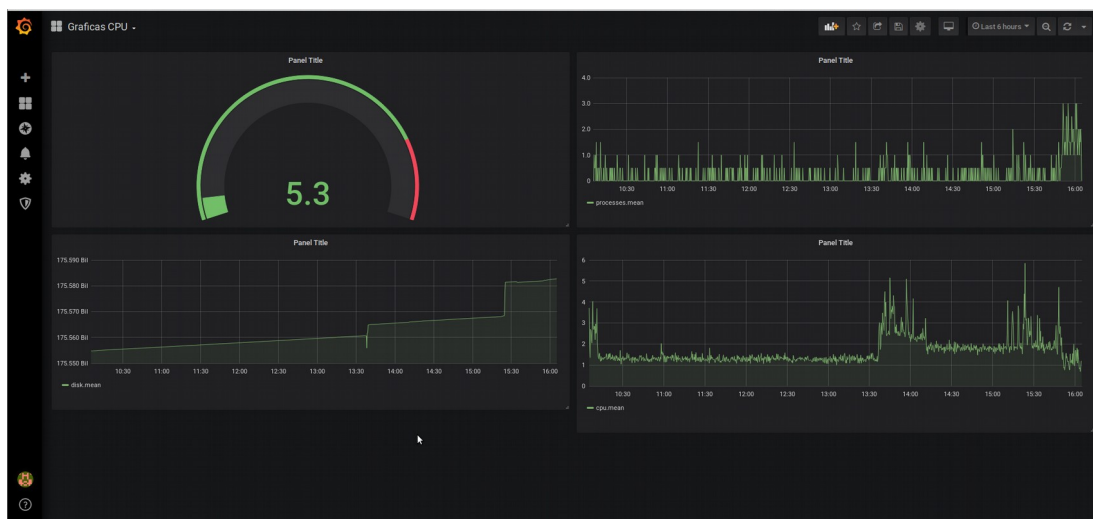 Graficas CPU
Last 6 hours
Panel Title
5.3
Panel Title
4.0
3.0
2.0
1.0
0
10:30 11:00 11:30 12:00 12:30 13:00 13:30 14:00 14:30 15:00 15:30 16:00
processes.mean
Panel Title
175.590 Bil
175.580 Bil
175.570 Bil
175.560 Bil
175.550 Bil
10:30 11:00 11:30 12:00 12:30 13:00 13:30 14:00 14:30 15:00 15:30 16:00
disk.mean
Panel Title
6
5
4
3
2
1
0
10:30 11:00 11:30 12:00 12:30 13:00 13:30 14:00 14:30 15:00 15:30 16:00
cpu.mean